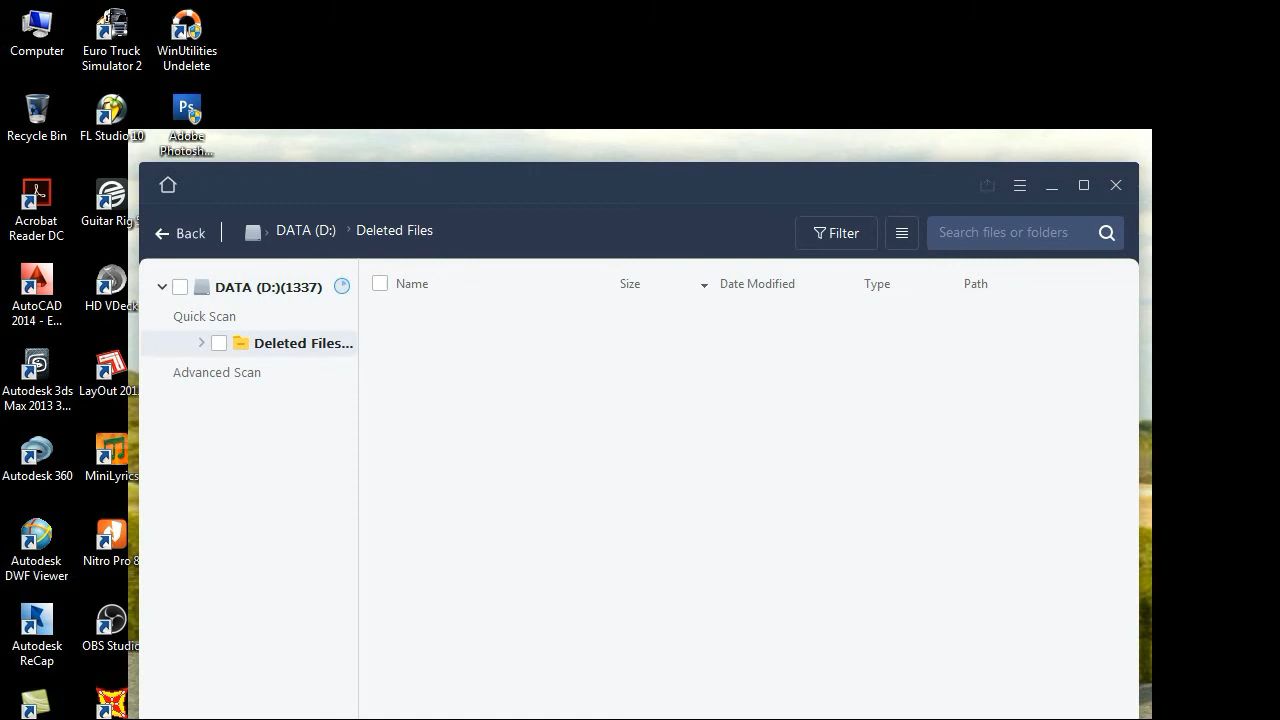 Computer
Euro Truck
Simulator 2
WinUtilities
Undelete
Recycle Bin
FL Studio 10
Ps
Adobe
Photosh...
Acrobat
Reader DC
Guitar Rig 5
AutoCAD
2014 - E...
HD VDeck
Autodesk 3ds
Max 2013 3...
LayOut 201
Autodesk 360
MiniLyrics
Autodesk
DWF Viewer
Nitro Pro 8
Autodesk
ReCap
OBS Studio
Back
DATA (D:)
Deleted Files
Filter
Search files or folders
DATA (D:)(1337)
Quick Scan
Deleted Files...
Advanced Scan
Name
Size
Date Modified
Type
Path